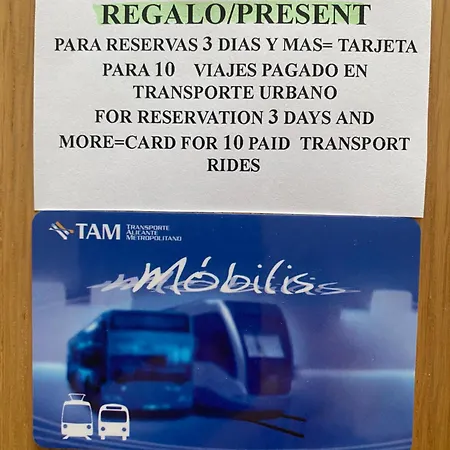 REGALO/PRESENT
PARA RESERVAS 3 DIAS Y MAS= TARJETA
PARA 10 VIAJES PAGADO EN
TRANSPORTE URBANO
FOR RESERVATION 3 DAYS AND
MORE=CARD FOR 10 PAID TRANSPORT
RIDES
TAM TRANSPORTE
ALICANTE
METROPOLITANO
Móbilis